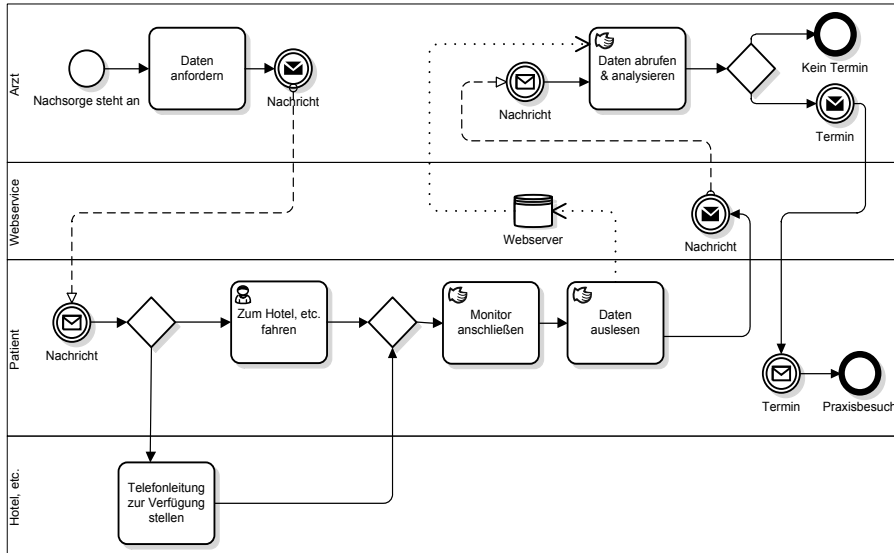 Arzt
Nachsorge steht an
Daten
anfordern
Nachricht
Nachricht
Daten abrufen
& analysieren
Kein Termin
Termin
Webservice
Webserver
Nachricht
Patient
Nachricht
Zum Hotel, etc.
fahren
Monitor
anschließen
Daten
auslesen
Termin
Praxisbesuch
Hotel, etc.
Telefonleitung
zur Verfügung
stellen